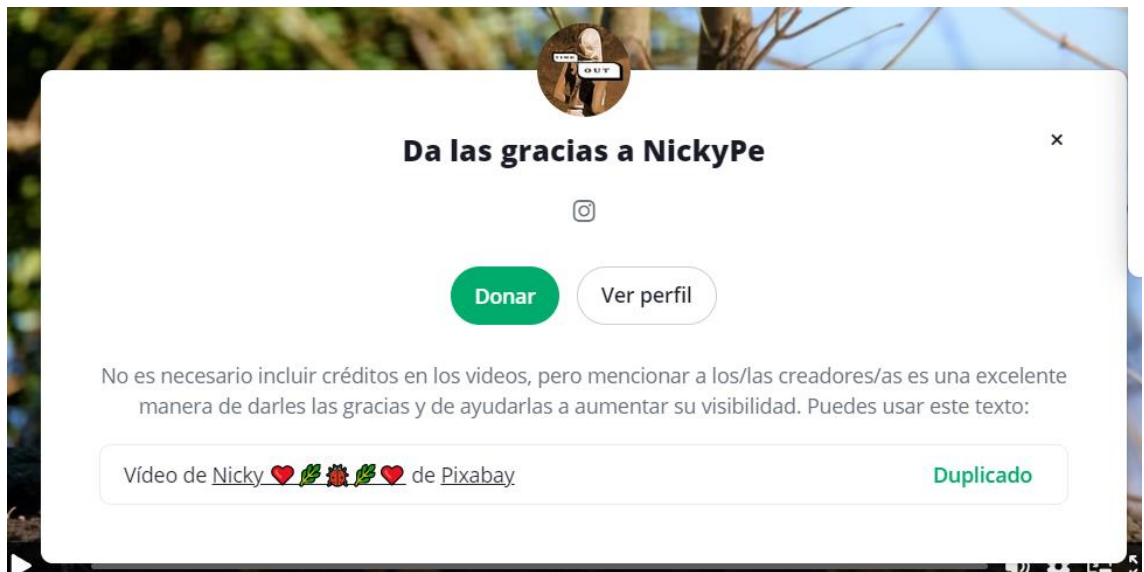 TIME
OUT
Da las gracias a NickyPe
Donar
Ver perfil
No es necesario incluir créditos en los videos, pero mencionar a los/las creadores/as es una excelente
manera de darles las gracias y de ayudarlas a aumentar su visibilidad. Puedes usar este texto:
Vídeo de Nicky ❤️🌿🐞🌿❤️ de Pixabay
Duplicado